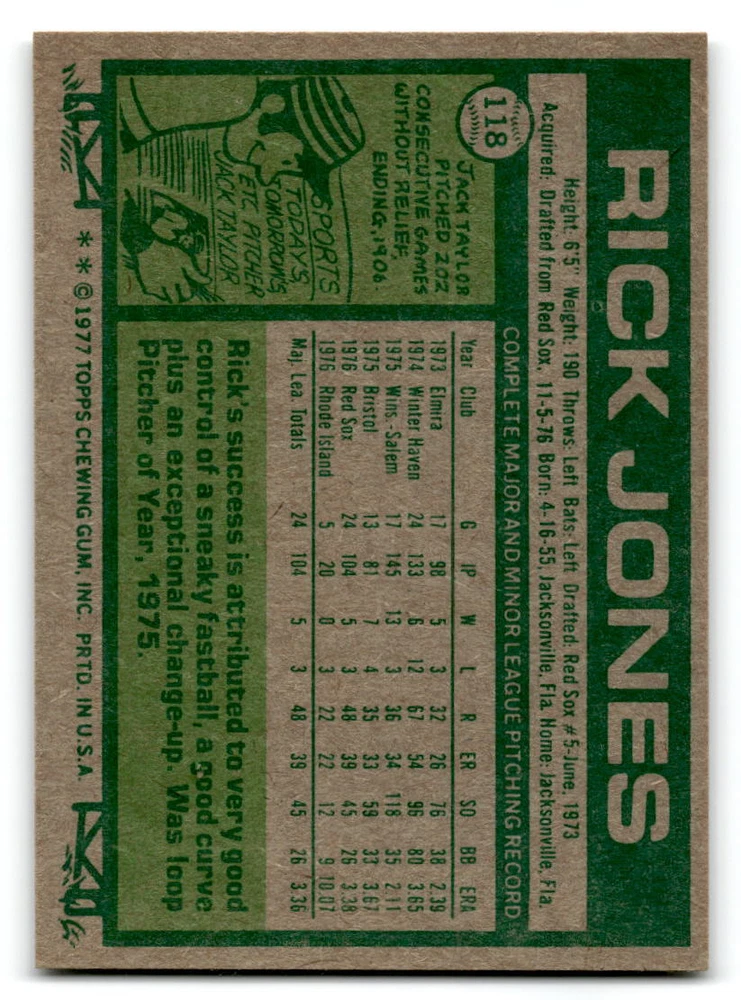 RICK JONES
118
Height: 6'5" Weight: 190 Throws: Left Bats: Left Drafted: Red Sox #5-June, 1973
Acquired: Drafted from Red Sox, 11-5-76 Born: 4-16-55, Jacksonville, Fla. Home: Jacksonville, Fla.
COMPLETE MAJOR AND MINOR LEAGUE PITCHING RECORD
Year Club G IP W L R ER SO BB ERA
1973 Elmira 17 98 5 3 32 26 76 38 2.39
1974 Winter Haven 24 133 6 12 67 54 96 80 3.65
1975 Wins.-Salem 17 145 13 3 36 34 118 35 2.11
1975 Bristol 13 81 7 4 35 33 59 33 3.67
1976 Red Sox 24 104 5 3 48 39 45 26 3.38
1976 Rhode Island 5 20 0 3 22 22 12 9 10.07
Maj. Lea. Totals 24 104 5 3 48 39 45 26 3.36
JACK TAYLOR
PITCHED 202
CONSECUTIVE GAMES
WITHOUT RELIEF,
ENDING, 1906
SPORTS
TODAY'S,
TOMORROW'S
ETC. PITCHER
JACK TAYLOR
Rick's success is attributed to very good
control of a sneaky fastball, a good curve
plus an exceptional change-up. Was loop
Pitcher of Year, 1975.
* * © 1977 TOPPS CHEWING GUM, INC. PRTD. IN U.S.A.